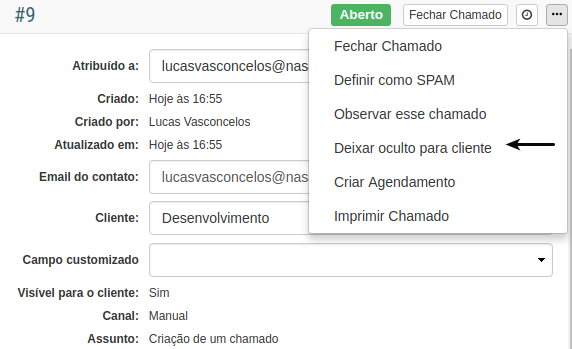 #9 Aberto Fechar Chamado
Fechar Chamado
Definir como SPAM
Observar esse chamado
Deixar oculto para cliente
Criar Agendamento
Imprimir Chamado
Atribuído a: lucasvasconcelos@nas
Criado: Hoje às 16:55
Criado por: Lucas Vasconcelos
Atualizado em: Hoje às 16:55
Email do contato: lucasvasconcelos@nas
Cliente: Desenvolvimento
Campo customizado
Visível para o cliente: Sim
Canal: Manual
Assunto: Criação de um chamado